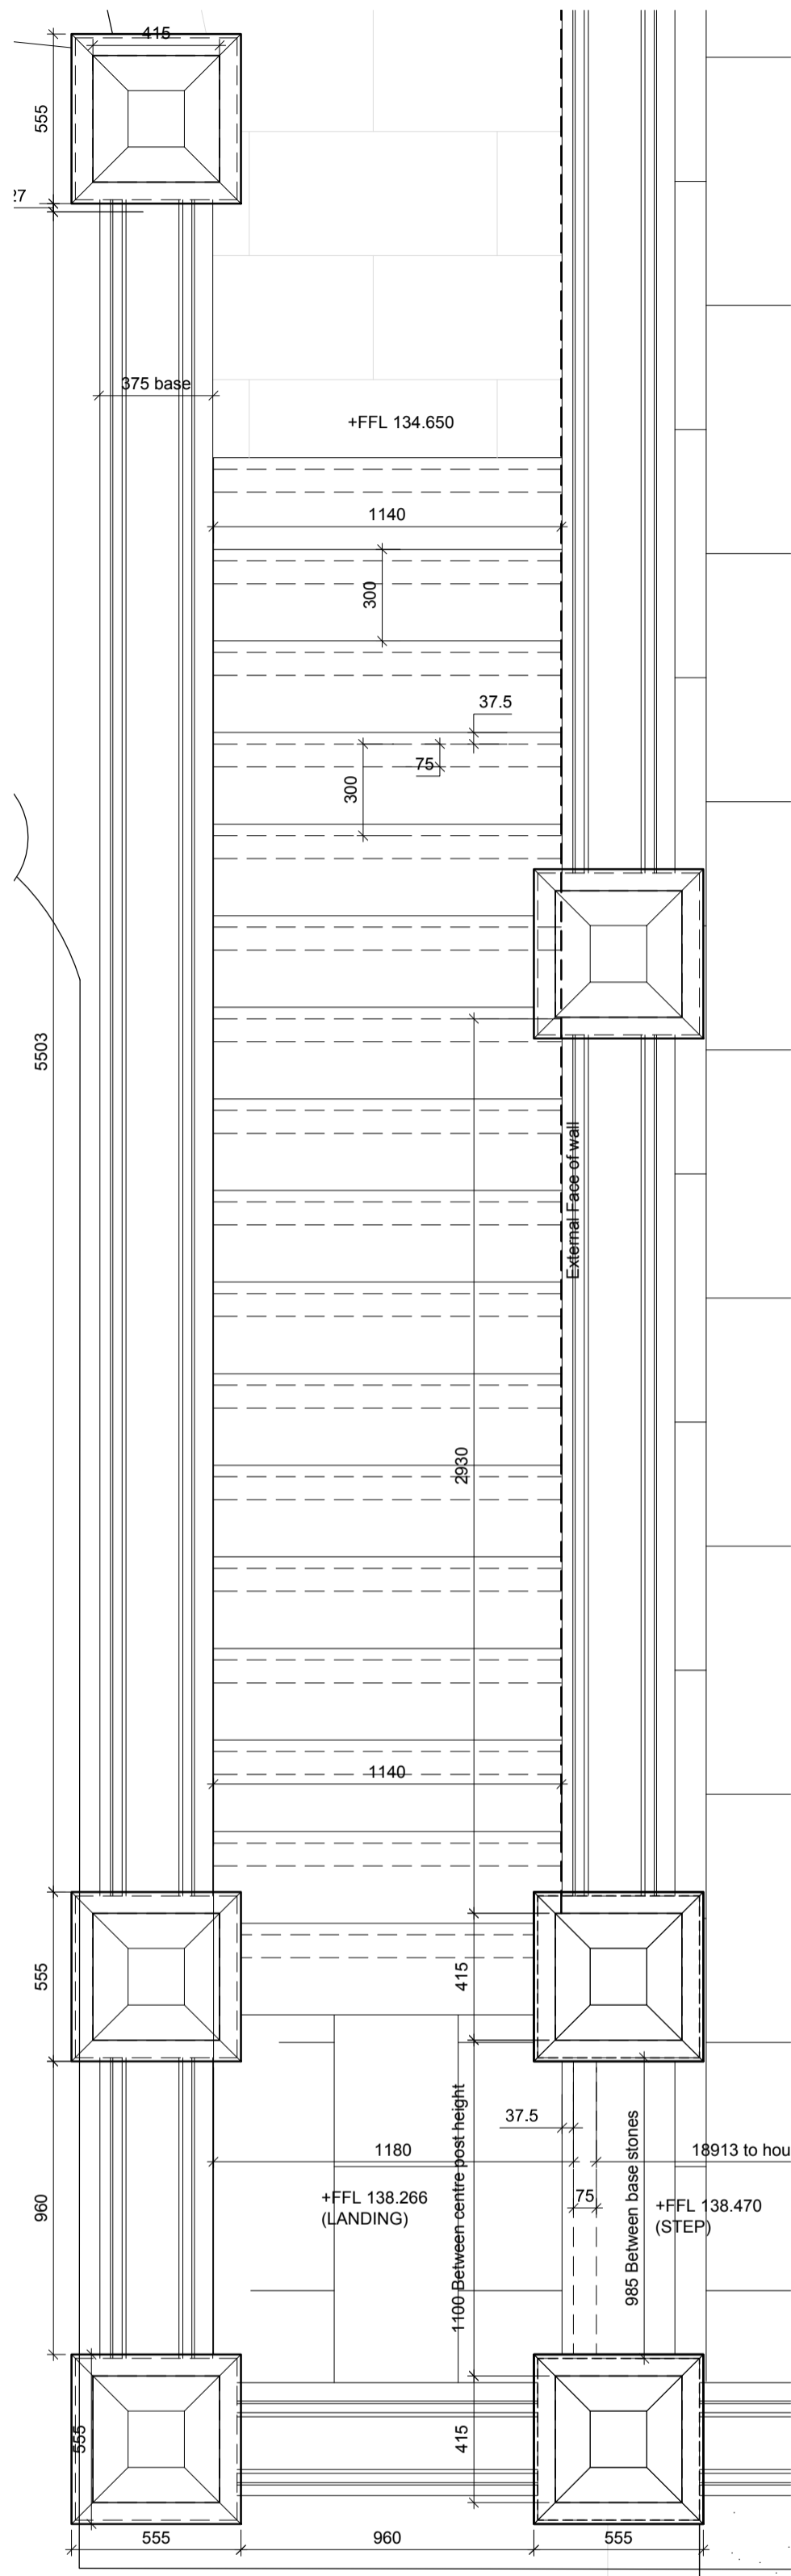 415
555
27
375 base
+FFL 134.650
1140
300
37.5
75
300
5503
External Face of wall
2930
1140
555
415
1100 Between centre post height
37.5
1180
18913 to hou
75
985 Between base stones
+FFL 138.266
(LANDING)
+FFL 138.470
(STEP)
960
555
415
555
960
555